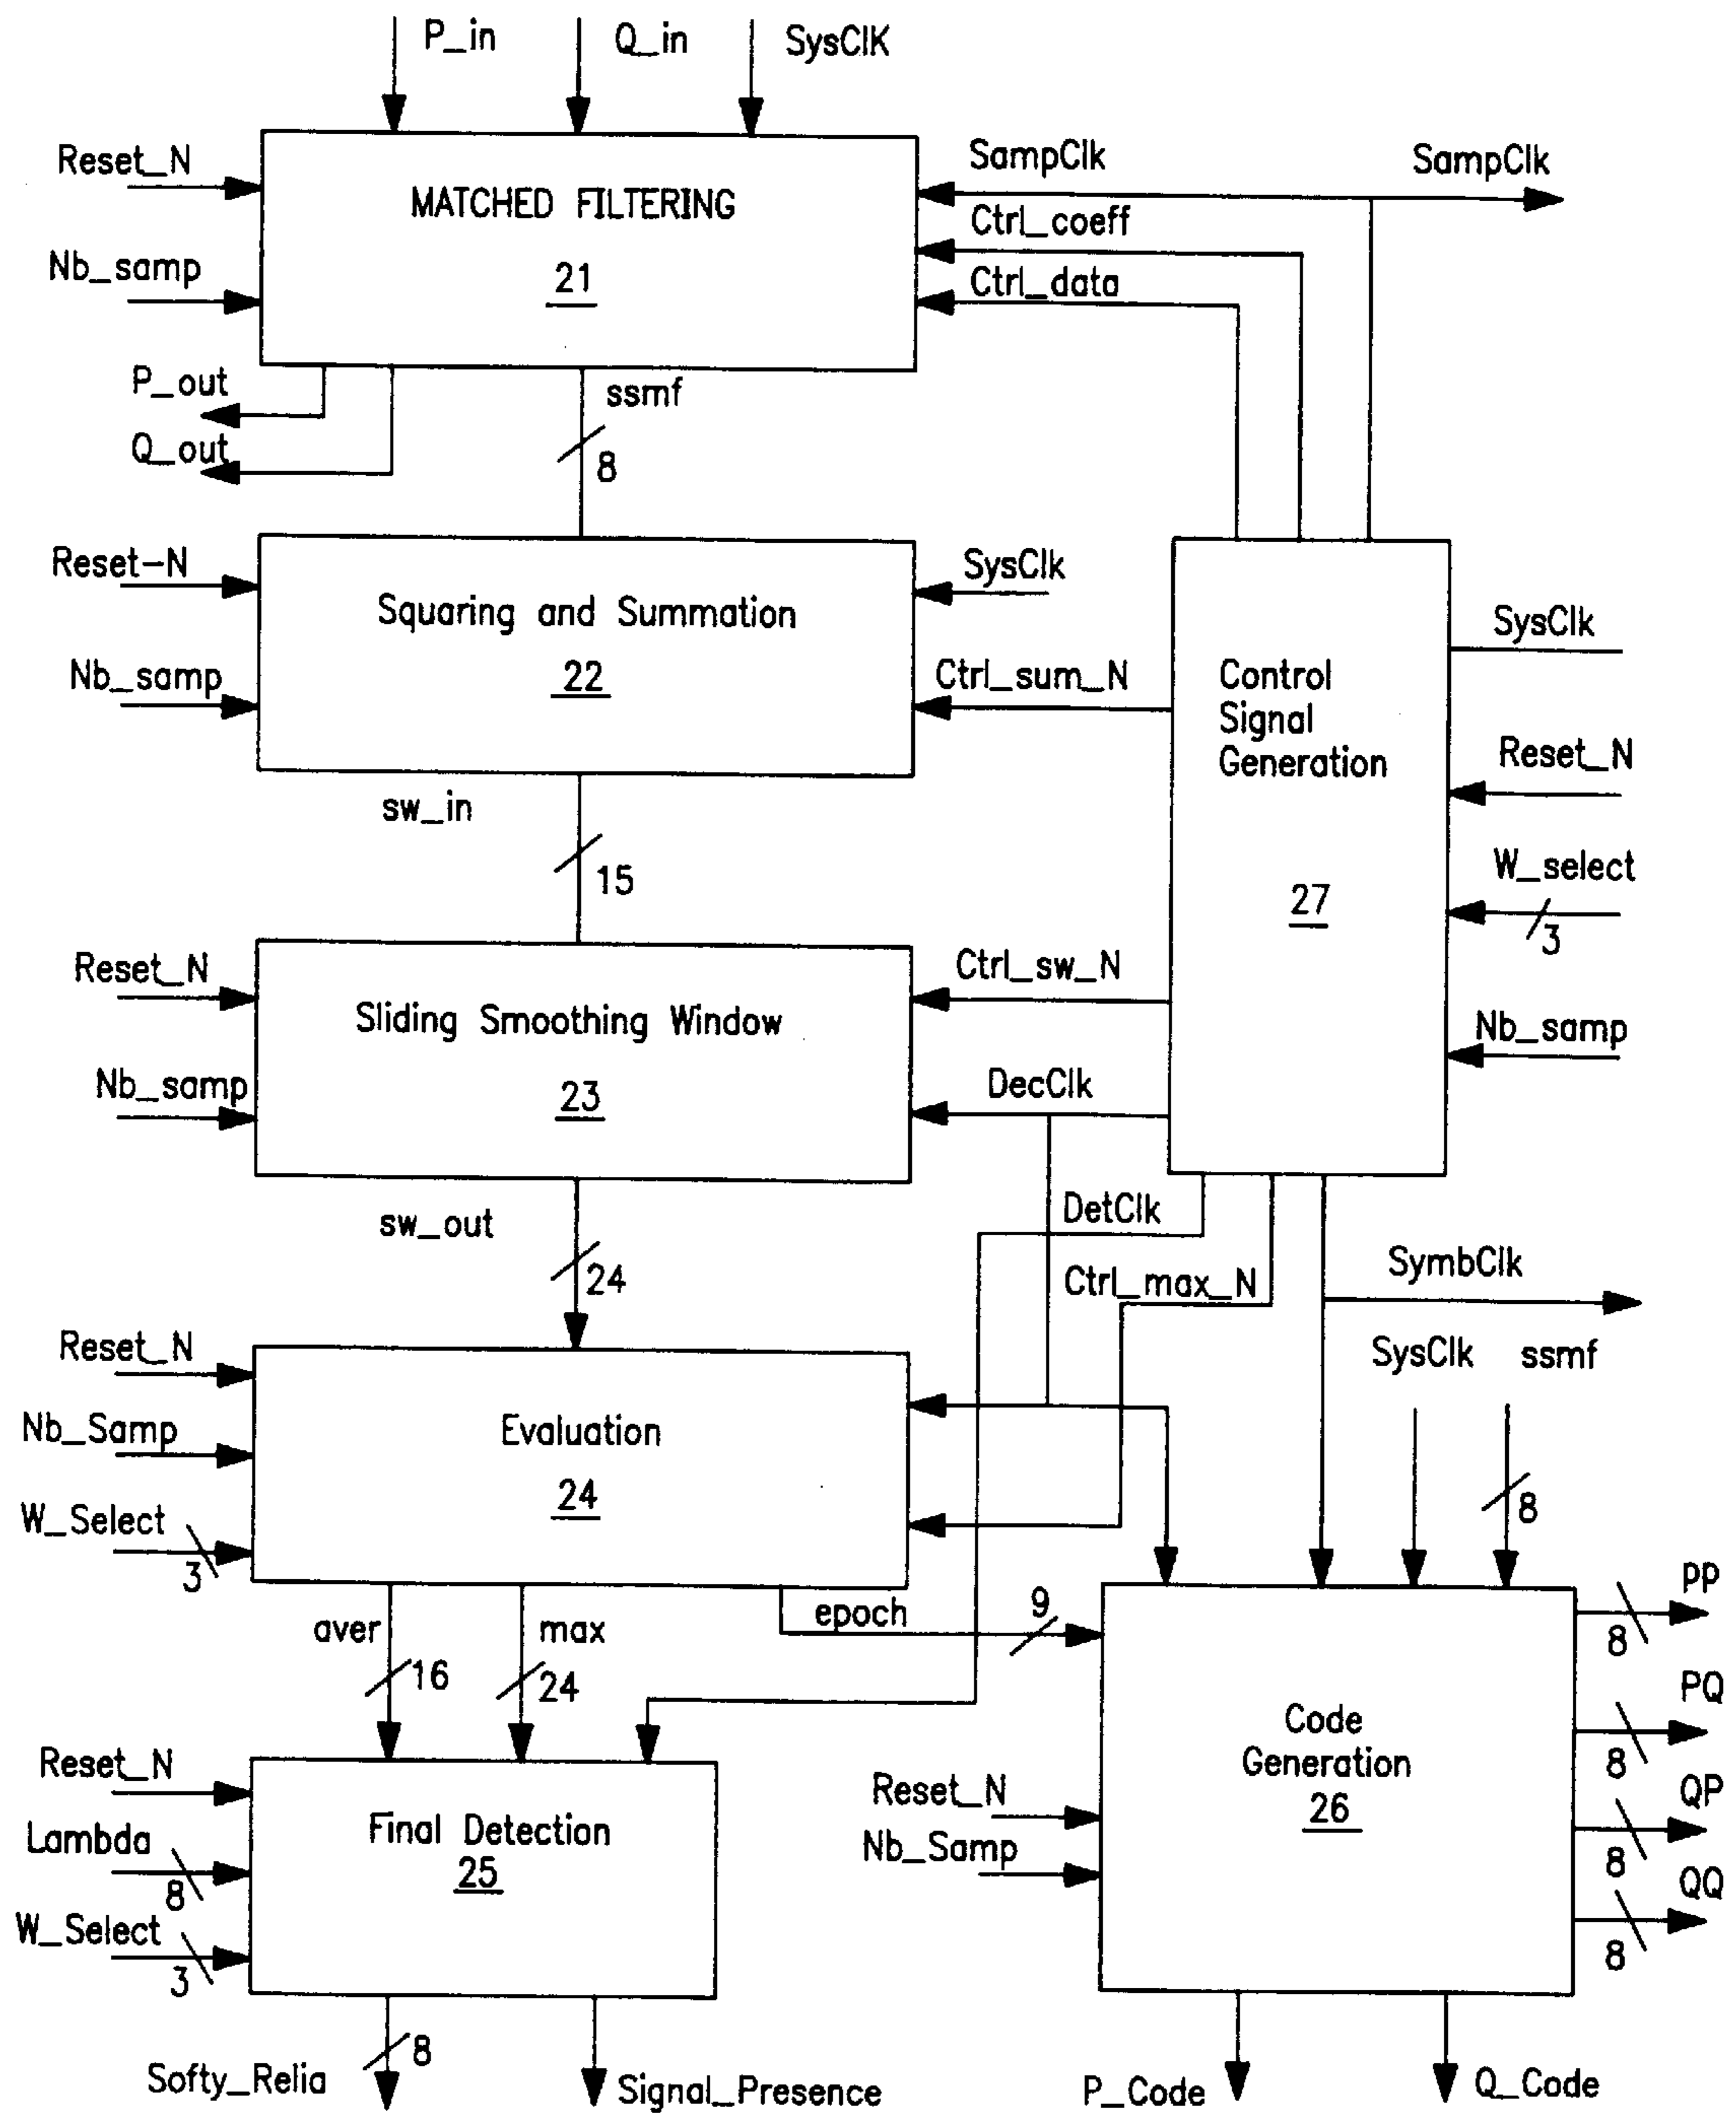 P_in
Q_in
SysClK
Reset_N
MATCHED FILTERING
21
SampClk
SampClk
Ctrl_coeff
Nb_samp
Ctrl_data
P_out
ssmf
Q_out
8
Reset-N
Squaring and Summation
22
SysClk
SysClk
Nb_samp
Ctrl_sum_N
Control
Signal
Generation
27
Reset_N
sw_in
15
W_select
3
Reset_N
Sliding Smoothing Window
23
Ctrl_sw_N
Nb_samp
Nb_samp
DecClk
sw_out
24
DetClk
SymbClk
Ctrl_max_N
Reset_N
SysClk
ssmf
Nb_Samp
Evaluation
24
8
W_Select
3
aver
max
epoch
9
16
24
PP
8
PQ
8
QP
8
QQ
8
Code
Generation
26
Reset_N
Nb_Samp
Reset_N
Lambda
8
W_Select
3
Final Detection
25
8
Softy_Relia
Signal_Presence
P_Code
Q_Code